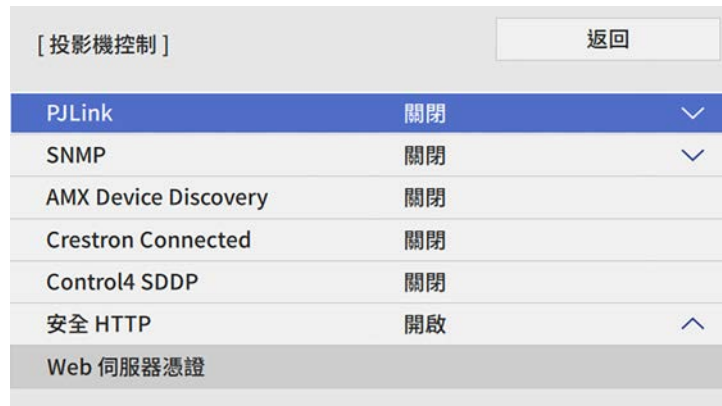 [ 投影機控制 ]
返回
PJLink 關閉
SNMP 關閉
AMX Device Discovery 關閉
Crestron Connected 關閉
Control4 SDDP 關閉
安全 HTTP 開啟
Web 伺服器憑證